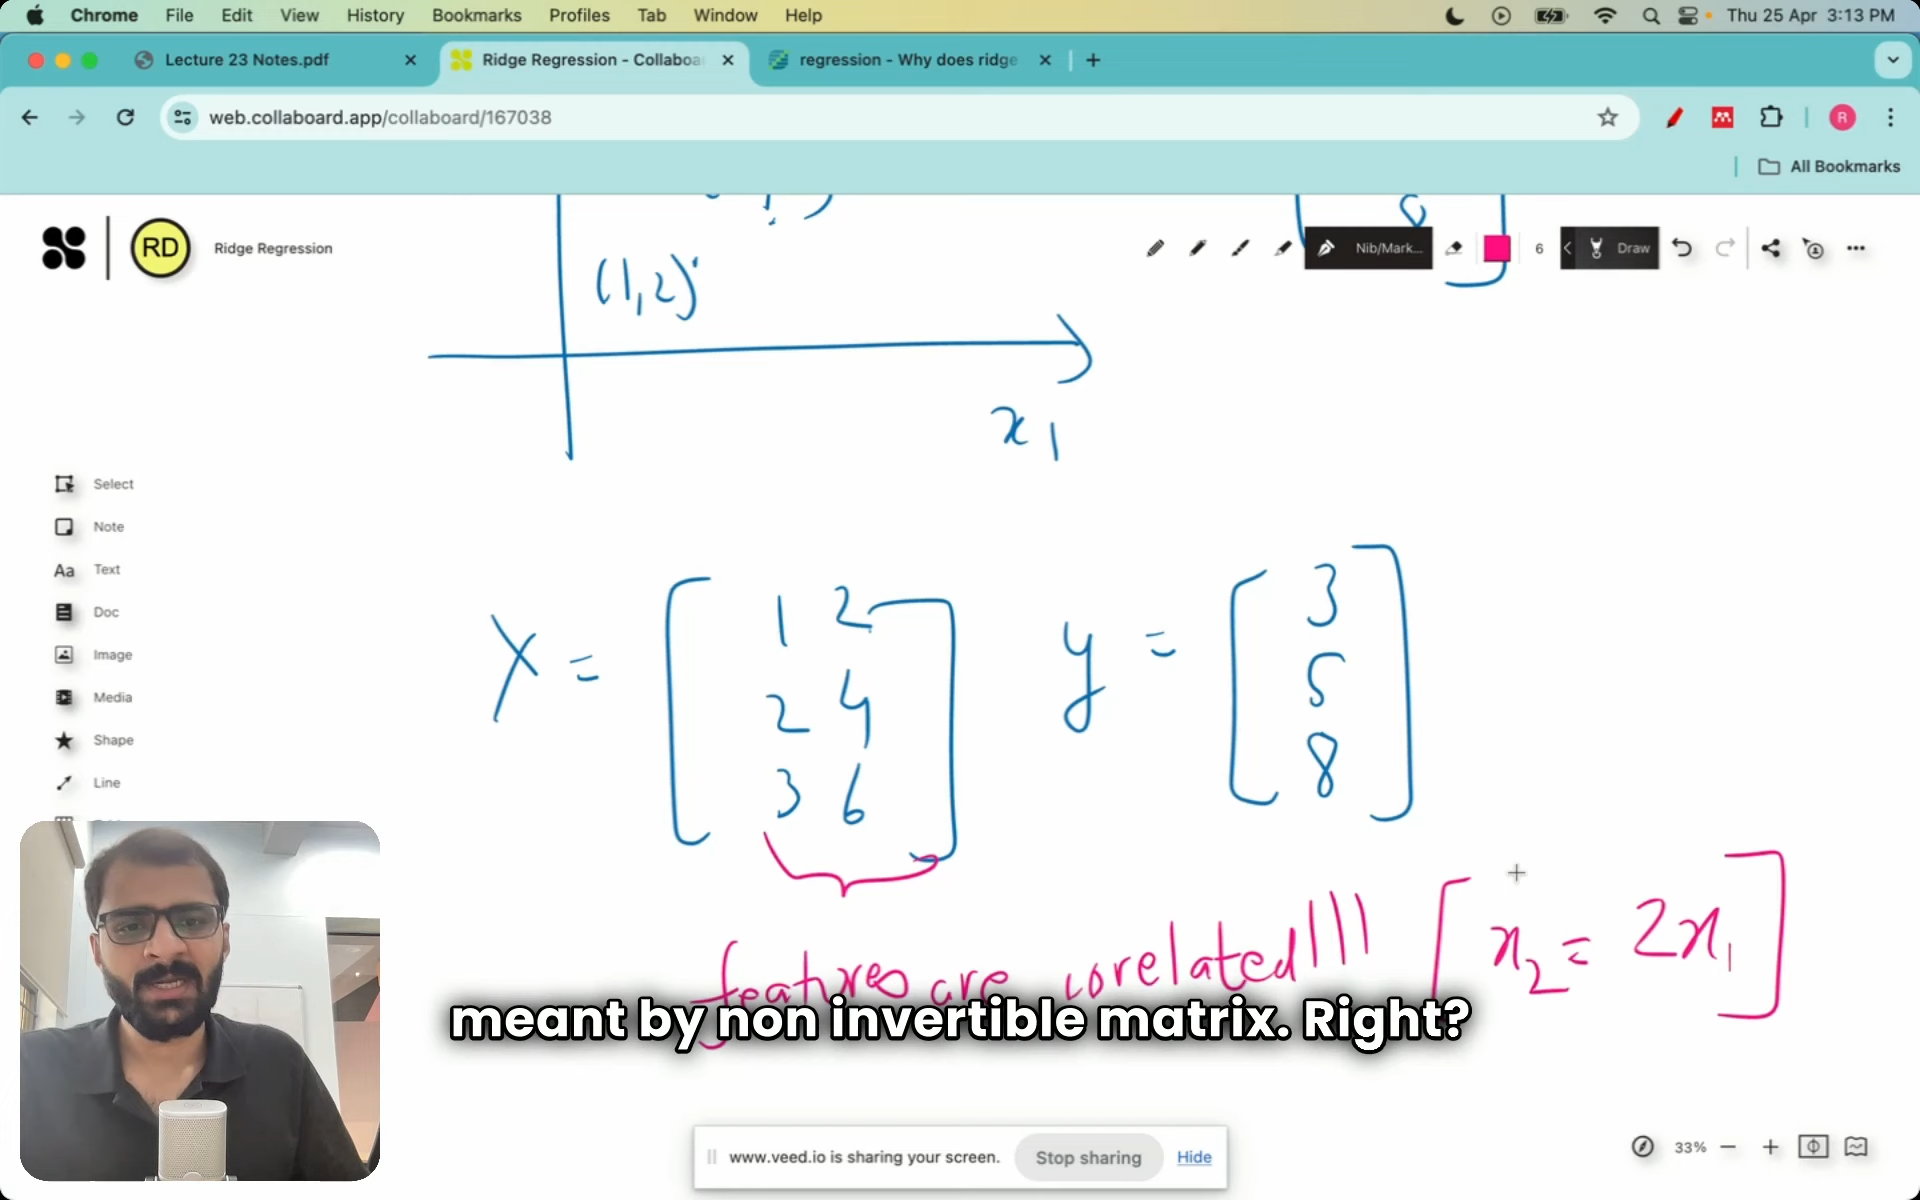 Chrome File Edit View History Bookmarks Profiles Tab Window Help Thu 25 Apr 3:13 PM
Lecture 23 Notes.pdf Ridge Regression - Collaboa regression - Why does ridge
web.collaboard.app/collaboard/167038 R
All Bookmarks
RD Ridge Regression Nib/Mark... 6 Draw
8
(1,2)
x1
Select
Note
Aa Text
Doc
Image
Media
Shape
Line
X = [ 1 2 y = [ 3
2 4 5
3 6 ] 8 ]
features are corelated!!! [ x2 = 2x1 ]
meant by non invertible matrix. Right?
www.veed.io is sharing your screen. Stop sharing Hide
33%